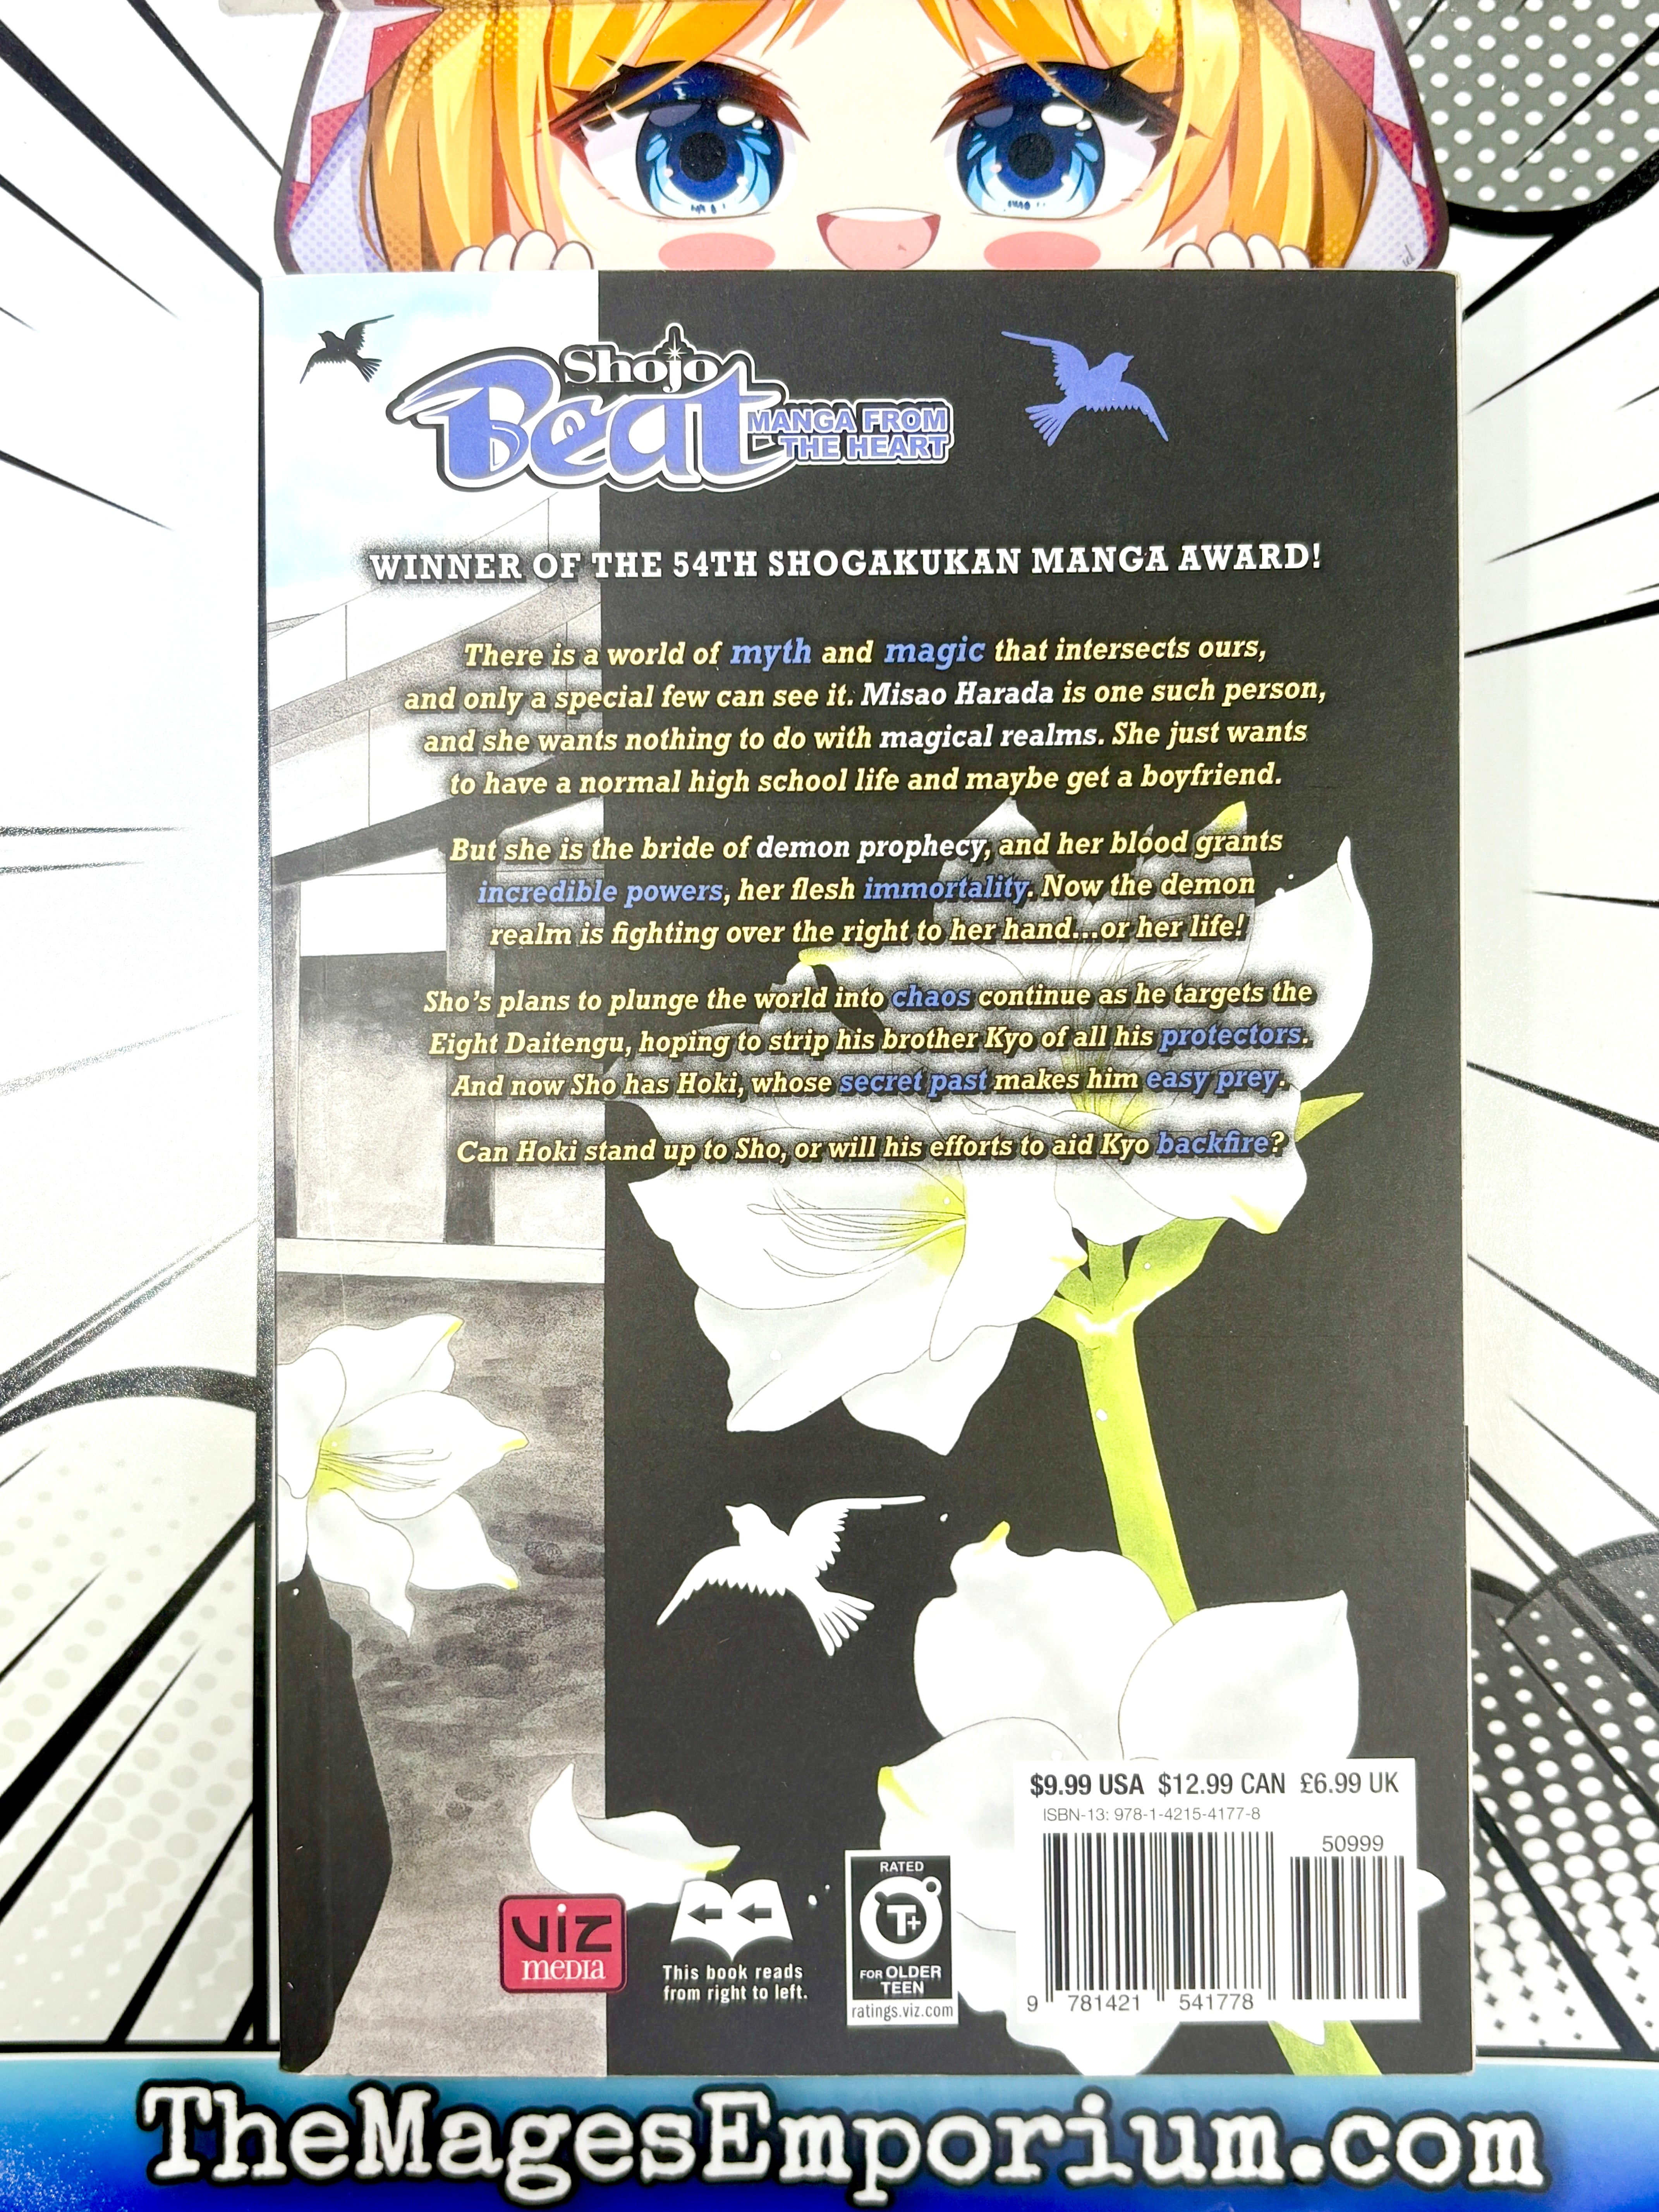 Shojo
Beat
MANGA FROM
THE HEART
WINNER OF THE 54TH SHOGAKUKAN MANGA AWARD!
There is a world of myth and magic that intersects ours,
and only a special few can see it. Misao Harada is one such person,
and she wants nothing to do with magical realms. She just wants
to have a normal high school life and maybe get a boyfriend.
But she is the bride of demon prophecy, and her blood grants
incredible powers, her flesh immortality. Now the demon
realm is fighting over the right to her hand...or her life!
Sho's plans to plunge the world into chaos continue as he targets the
Eight Daitengu, hoping to strip his brother Kyo of all his protectors.
And now Sho has Hoki, whose secret past makes him easy prey.
Can Hoki stand up to Sho, or will his efforts to aid Kyo backfire?
$9.99 USA $12.99 CAN £6.99 UK
ISBN-13: 978-1-4215-4177-8
50999
9 781421 541778
VIZ
MEDIA
This book reads
from right to left.
RATED
T+
FOR OLDER
TEEN
ratings.viz.com
TheMagesEmporium.com